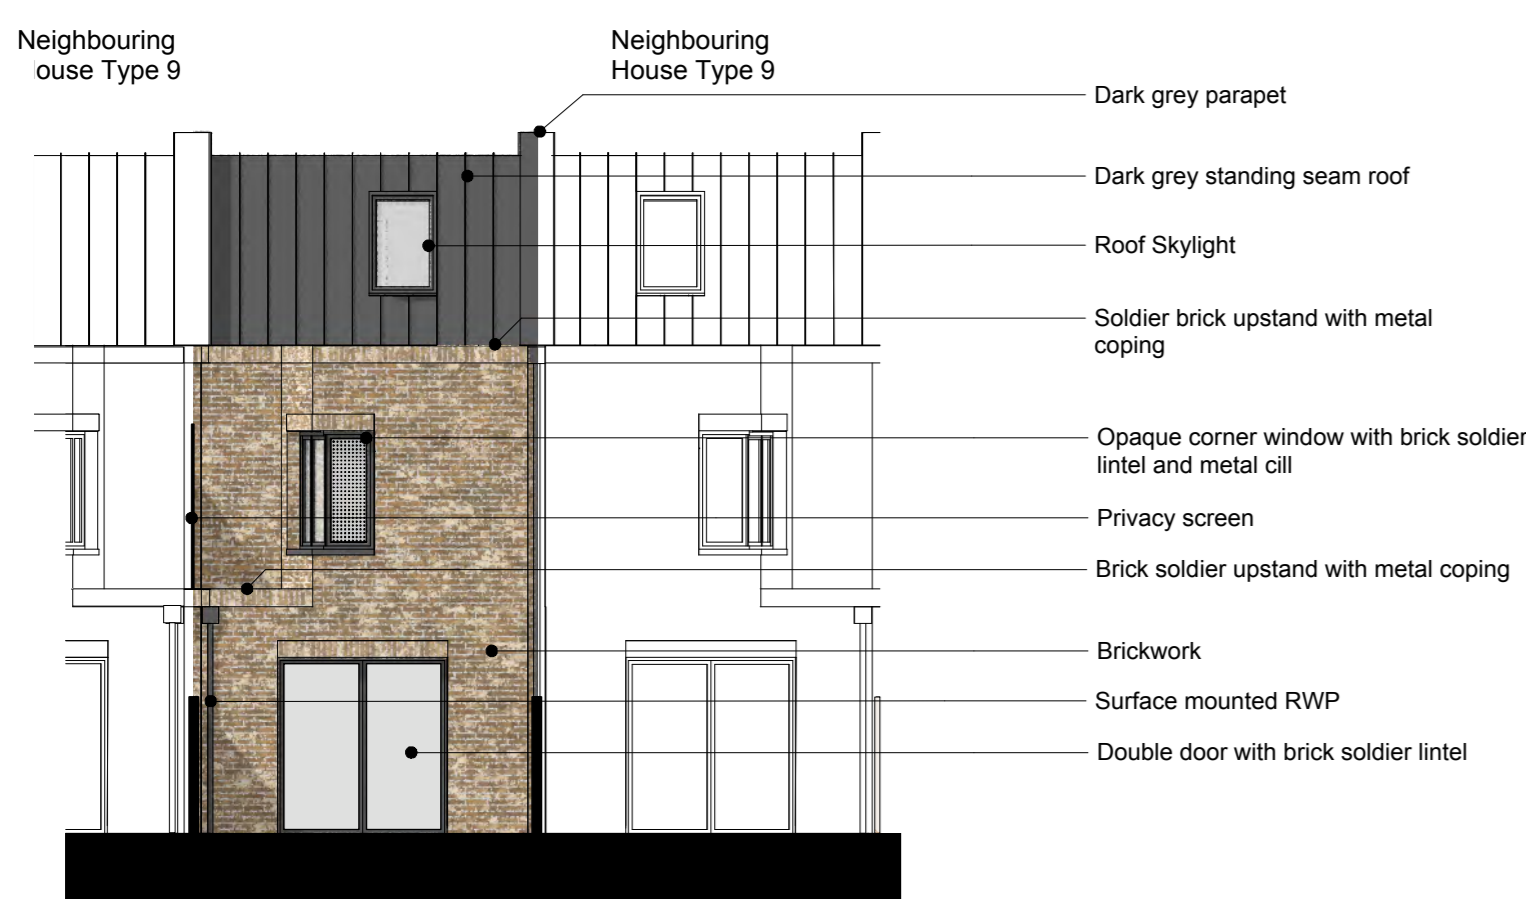 Neighbouring
ouse Type 9
Neighbouring
House Type 9
Dark grey parapet
Dark grey standing seam roof
Roof Skylight
Soldier brick upstand with metal
coping
Opaque corner window with brick soldier
lintel and metal cill
Privacy screen
Brick soldier upstand with metal coping
Brickwork
Surface mounted RWP
Double door with brick soldier lintel